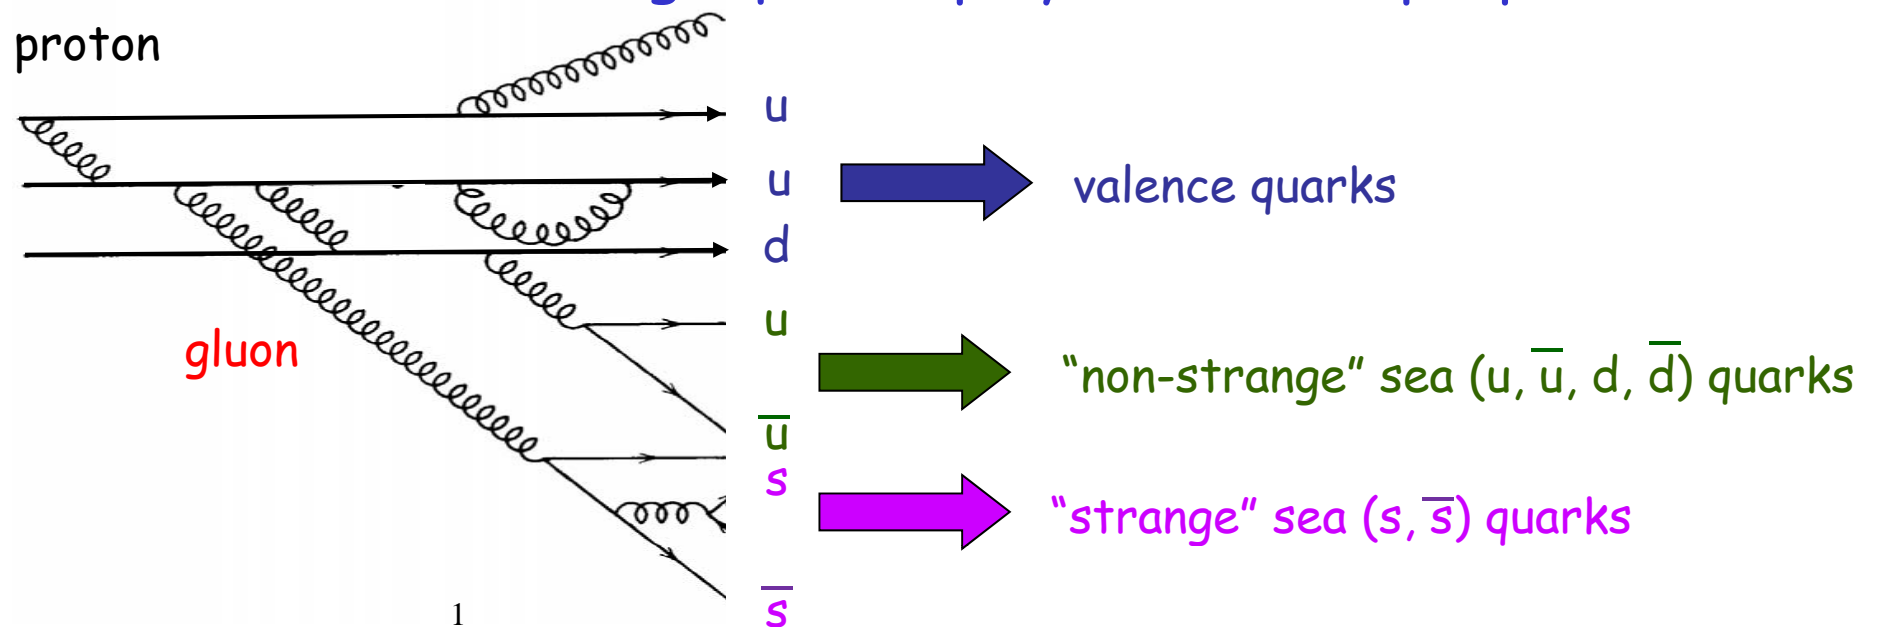 proton
u
u
valence quarks
d
u
gluon
"non-strange" sea (u, u̅, d, d̅) quarks
u̅
s
"strange" sea (s, s̅) quarks
s̅
1